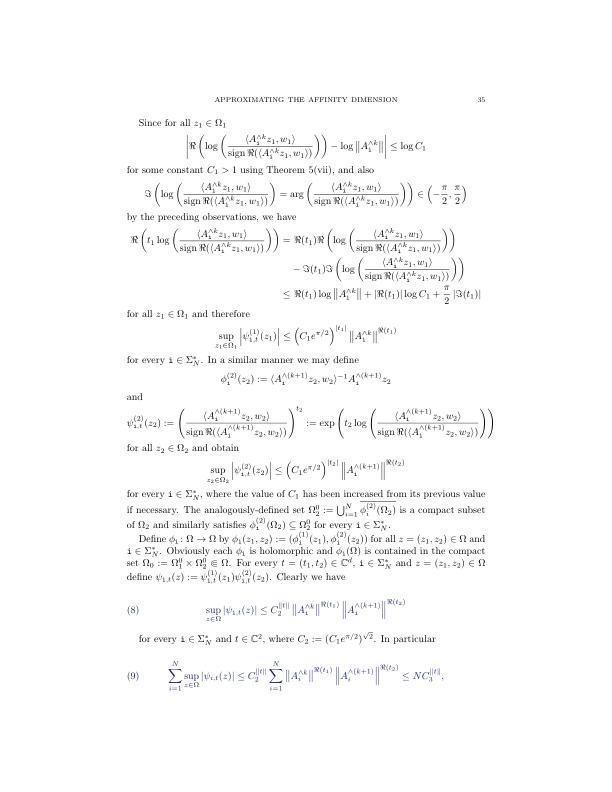 APPROXIMATING THE AFFINITY DIMENSION 35
Since for all $z_1 \in \Omega_1$
$$\left|\Re\left(\log\left(\frac{\langle A_{\mathtt{i}}^{\wedge k}z_1, w_1\rangle}{\operatorname{sign}\Re(\langle A_{\mathtt{i}}^{\wedge k}z_1, w_1\rangle)}\right)\right) - \log\left\|A_{\mathtt{i}}^{\wedge k}\right\|\right| \leq \log C_1$$
for some constant $C_1 > 1$ using Theorem 5(vii), and also
$$\Im\left(\log\left(\frac{\langle A_{\mathtt{i}}^{\wedge k}z_1, w_1\rangle}{\operatorname{sign}\Re(\langle A_{\mathtt{i}}^{\wedge k}z_1, w_1\rangle)}\right) = \arg\left(\frac{\langle A_{\mathtt{i}}^{\wedge k}z_1, w_1\rangle}{\operatorname{sign}\Re(\langle A_{\mathtt{i}}^{\wedge k}z_1, w_1\rangle)}\right)\right) \in \left(-\frac{\pi}{2}, \frac{\pi}{2}\right)$$
by the preceding observations, we have
$$\Re\left(t_1\log\left(\frac{\langle A_{\mathtt{i}}^{\wedge k}z_1, w_1\rangle}{\operatorname{sign}\Re(\langle A_{\mathtt{i}}^{\wedge k}z_1, w_1\rangle)}\right)\right) = \Re(t_1)\Re\left(\log\left(\frac{\langle A_{\mathtt{i}}^{\wedge k}z_1, w_1\rangle}{\operatorname{sign}\Re(\langle A_{\mathtt{i}}^{\wedge k}z_1, w_1\rangle)}\right)\right)$$
$$- \Im(t_1)\Im\left(\log\left(\frac{\langle A_{\mathtt{i}}^{\wedge k}z_1, w_1\rangle}{\operatorname{sign}\Re(\langle A_{\mathtt{i}}^{\wedge k}z_1, w_1\rangle)}\right)\right)$$
$$\leq \Re(t_1)\log\left\|A_{\mathtt{i}}^{\wedge k}\right\| + |\Re(t_1)|\log C_1 + \frac{\pi}{2}|\Im(t_1)|$$
for all $z_1 \in \Omega_1$ and therefore
$$\sup_{z_1\in\Omega_1}\left|\psi_{\mathtt{i},t}^{(1)}(z_1)\right| \leq \left(C_1e^{\pi/2}\right)^{|t_1|}\left\|A_{\mathtt{i}}^{\wedge k}\right\|^{\Re(t_1)}$$
for every $\mathtt{i} \in \Sigma_N^*$. In a similar manner we may define
$$\phi_{\mathtt{i}}^{(2)}(z_2) := \langle A_{\mathtt{i}}^{\wedge(k+1)}z_2, w_2\rangle^{-1}A_{\mathtt{i}}^{\wedge(k+1)}z_2$$
and
$$\psi_{\mathtt{i},t}^{(2)}(z_2) := \left(\frac{\langle A_{\mathtt{i}}^{\wedge(k+1)}z_2, w_2\rangle}{\operatorname{sign}\Re(\langle A_{\mathtt{i}}^{\wedge(k+1)}z_2, w_2\rangle)}\right)^{t_2} := \exp\left(t_2\log\left(\frac{\langle A_{\mathtt{i}}^{\wedge(k+1)}z_2, w_2\rangle}{\operatorname{sign}\Re(\langle A_{\mathtt{i}}^{\wedge(k+1)}z_2, w_2\rangle)}\right)\right)$$
for all $z_2 \in \Omega_2$ and obtain
$$\sup_{z_2\in\Omega_2}\left|\psi_{\mathtt{i},t}^{(2)}(z_2)\right| \leq \left(C_1e^{\pi/2}\right)^{|t_2|}\left\|A_{\mathtt{i}}^{\wedge(k+1)}\right\|^{\Re(t_2)}$$
for every $\mathtt{i} \in \Sigma_N^*$, where the value of $C_1$ has been increased from its previous value
if necessary. The analogously-defined set $\Omega_2^0 := \bigcup_{i=1}^N \overline{\phi_{\mathtt{i}}^{(2)}(\Omega_2)}$ is a compact subset
of $\Omega_2$ and similarly satisfies $\phi_{\mathtt{i}}^{(2)}(\Omega_2) \subseteq \Omega_2^0$ for every $\mathtt{i} \in \Sigma_N^*$.
Define $\phi_{\mathtt{i}} \colon \Omega \to \Omega$ by $\phi_{\mathtt{i}}(z_1, z_2) := (\phi_{\mathtt{i}}^{(1)}(z_1), \phi_{\mathtt{i}}^{(2)}(z_2))$ for all $z = (z_1, z_2) \in \Omega$ and
$\mathtt{i} \in \Sigma_N^*$. Obviously each $\phi_{\mathtt{i}}$ is holomorphic and $\phi_{\mathtt{i}}(\Omega)$ is contained in the compact
set $\Omega_0 := \Omega_1^0 \times \Omega_2^0 \Subset \Omega$. For every $t = (t_1, t_2) \in \mathbb{C}^d$, $\mathtt{i} \in \Sigma_N^*$ and $z = (z_1, z_2) \in \Omega$
define $\psi_{\mathtt{i},t}(z) := \psi_{\mathtt{i},t}^{(1)}(z_1)\psi_{\mathtt{i},t}^{(2)}(z_2)$. Clearly we have
(8) $$\sup_{z\in\Omega}|\psi_{\mathtt{i},t}(z)| \leq C_2^{\|t\|}\left\|A_{\mathtt{i}}^{\wedge k}\right\|^{\Re(t_1)}\left\|A_{\mathtt{i}}^{\wedge(k+1)}\right\|^{\Re(t_2)}$$
for every $\mathtt{i} \in \Sigma_N^*$ and $t \in \mathbb{C}^2$, where $C_2 := (C_1e^{\pi/2})^{\sqrt{2}}$. In particular
(9) $$\sum_{i=1}^N\sup_{z\in\Omega}|\psi_{i,t}(z)| \leq C_2^{\|t\|}\sum_{i=1}^N\left\|A_i^{\wedge k}\right\|^{\Re(t_1)}\left\|A_i^{\wedge(k+1)}\right\|^{\Re(t_2)} \leq NC_3^{\|t\|},$$